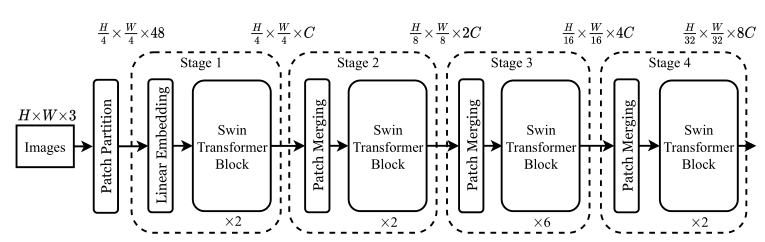 H/4 × W/4 × 48
H/4 × W/4 × C
H/8 × W/8 × 2C
H/16 × W/16 × 4C
H/32 × W/32 × 8C
Stage 1
Stage 2
Stage 3
Stage 4
H×W×3
Images
Patch Partition
Linear Embedding
Swin
Transformer
Block
×2
Patch Merging
Swin
Transformer
Block
×2
Patch Merging
Swin
Transformer
Block
×6
Patch Merging
Swin
Transformer
Block
×2